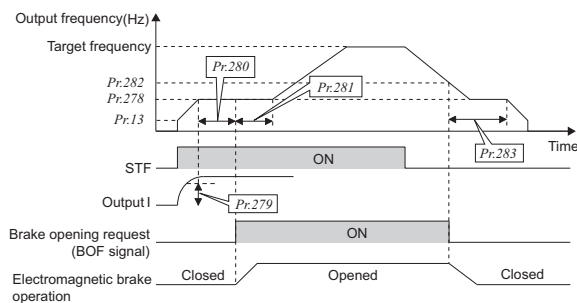 Output frequency(Hz)
Target frequency
Pr.280
Pr.282
Pr.281
Pr.278
Pr.13
Time
ON
Pr.283
STF
Output I
Pr.279
Brake opening request
(BOF signal)
ON
Electromagnetic brake
operation
Closed
Opened
Closed